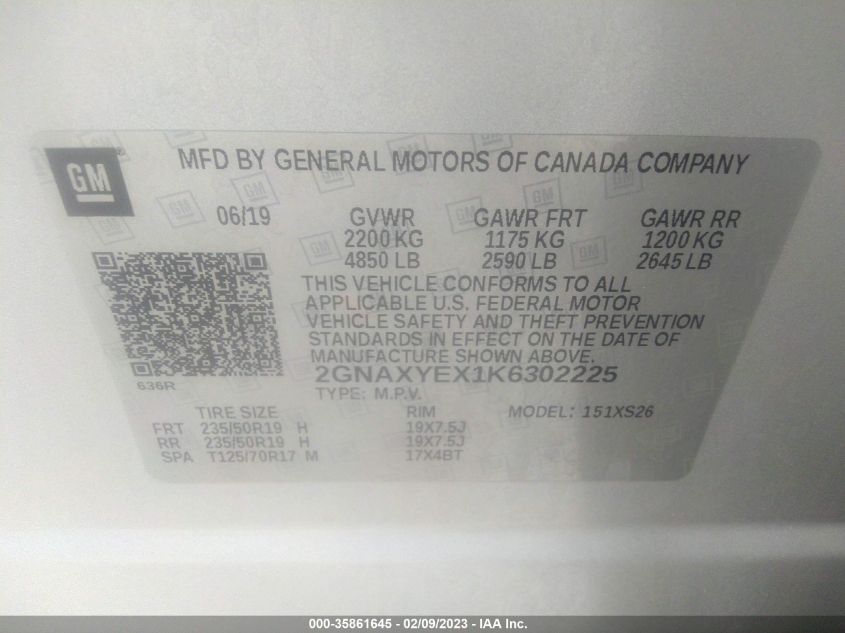 GM®
MFD BY GENERAL MOTORS OF CANADA COMPANY
06/19 GVWR GAWR FRT GAWR RR
2200 KG 1175 KG 1200 KG
4850 LB 2590 LB 2645 LB
THIS VEHICLE CONFORMS TO ALL
APPLICABLE U.S. FEDERAL MOTOR
VEHICLE SAFETY AND THEFT PREVENTION
STANDARDS IN EFFECT ON THE DATE OF
MANUFACTURE SHOWN ABOVE.
636R
2GNAXYEX1K6302225
TYPE: M.P.V.
TIRE SIZE RIM MODEL: 151XS26
FRT 235/50R19 H 19X7.5J
RR 235/50R19 H 19X7.5J
SPA T125/70R17 M 17X4BT
000-35861645 - 02/09/2023 - IAA Inc.